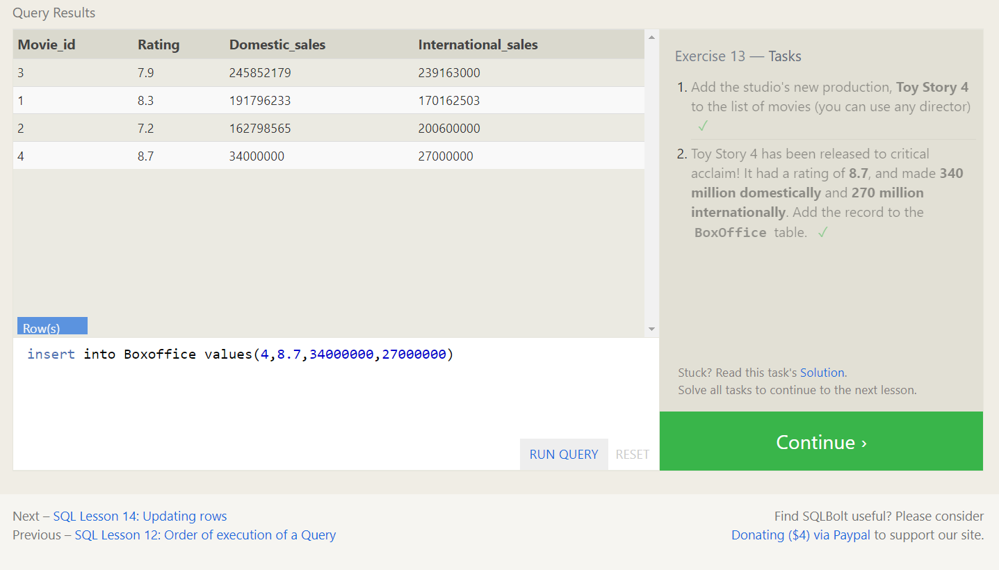 Query Results
Movie_id Rating Domestic_sales International_sales
3 7.9 245852179 239163000
1 8.3 191796233 170162503
2 7.2 162798565 200600000
4 8.7 34000000 27000000
Row(s)
insert into Boxoffice values(4,8.7,34000000,27000000)
RUN QUERY RESET
Exercise 13 — Tasks
1. Add the studio's new production, Toy Story 4
to the list of movies (you can use any director)
✓
2. Toy Story 4 has been released to critical
acclaim! It had a rating of 8.7, and made 340
million domestically and 270 million
internationally. Add the record to the
BoxOffice table. ✓
Stuck? Read this task's Solution.
Solve all tasks to continue to the next lesson.
Continue ›
Next – SQL Lesson 14: Updating rows
Previous – SQL Lesson 12: Order of execution of a Query
Find SQLBolt useful? Please consider
Donating ($4) via Paypal to support our site.